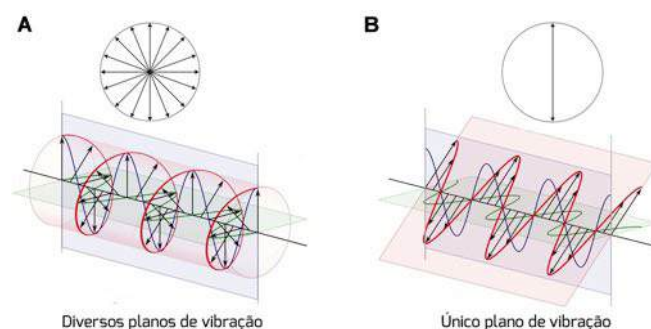 A
B
Diversos planos de vibração
Único plano de vibração